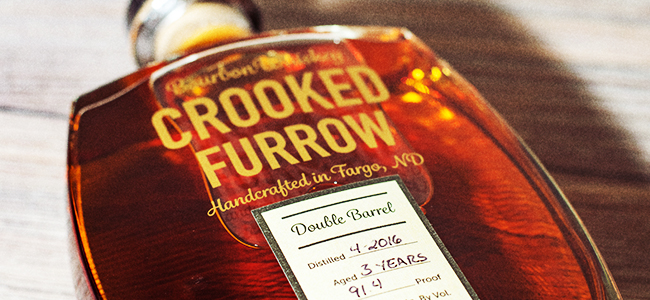 Bourbon Whiskey
CROOKED
FURROW
Handcrafted in Fargo, ND
Double Barrel
Distilled 4-2016
Aged 3-YEARS
91 4 Proof
By Vol.